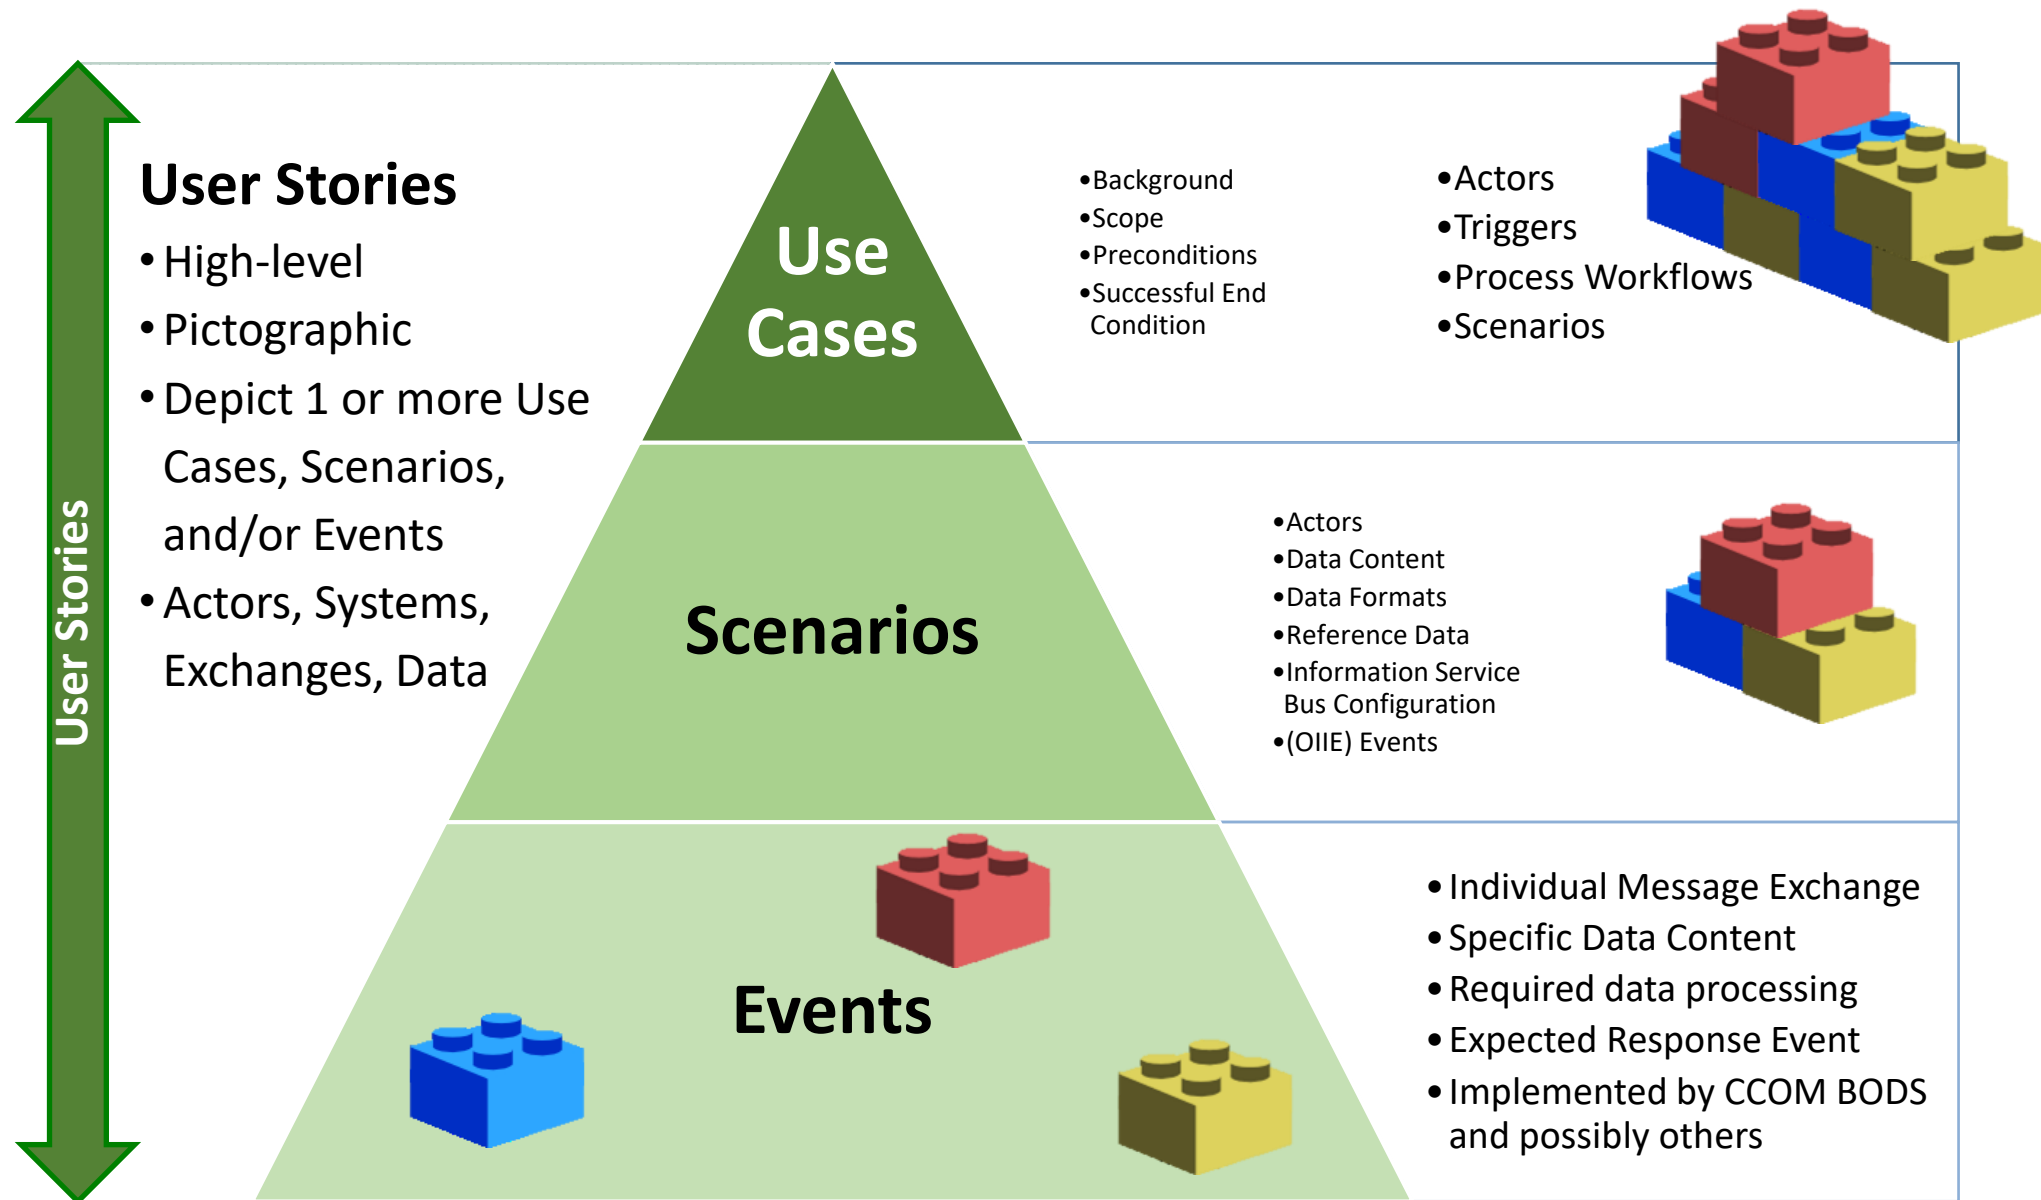 User Stories
User Stories
•High-level
•Pictographic
•Depict 1 or more Use
Cases, Scenarios,
and/or Events
•Actors, Systems,
Exchanges, Data
Use
Cases
•Background
•Scope
•Preconditions
•Successful End
Condition
•Actors
•Triggers
•Process Workflows
•Scenarios
Scenarios
•Actors
•Data Content
•Data Formats
•Reference Data
•Information Service
Bus Configuration
•(OIIE) Events
Events
•Individual Message Exchange
•Specific Data Content
•Required data processing
•Expected Response Event
•Implemented by CCOM BODS
and possibly others